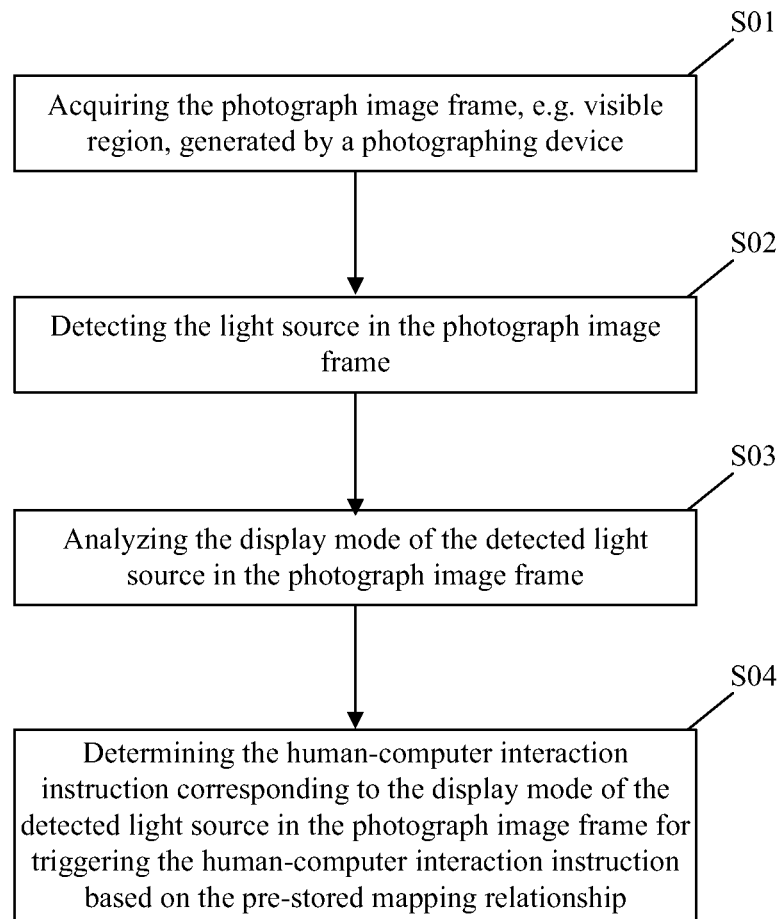 S01
Acquiring the photograph image frame, e.g. visible
region, generated by a photographing device
S02
Detecting the light source in the photograph image
frame
S03
Analyzing the display mode of the detected light
source in the photograph image frame
S04
Determining the human-computer interaction
instruction corresponding to the display mode of the
detected light source in the photograph image frame for
triggering the human-computer interaction instruction
based on the pre-stored mapping relationship